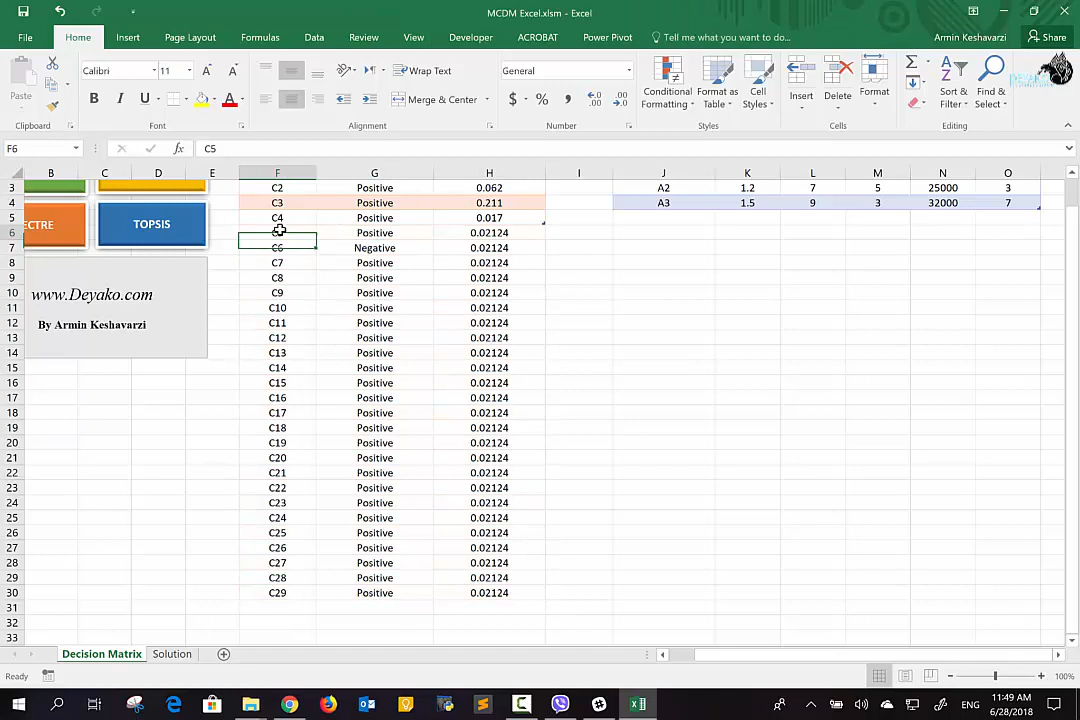 MCDM Excel.xlsm - Excel
File Home Insert Page Layout Formulas Data Review View Developer ACROBAT Power Pivot Tell me what you want to do... Armin Keshavarzi Share
Paste Calibri 11 A A Wrap Text General Conditional Formatting Format as Table Cell Styles Insert Delete Format Sort & Filter Find & Select
B I U A Merge & Center $ % , .00
Clipboard Font Alignment Number Styles Cells Editing
F6 fx C5
B C D E F G H I J K L M N O
3 C2 Positive 0.062 A2 1.2 7 5 25000 3
4 C3 Positive 0.211 A3 1.5 9 3 32000 7
5 ECTRE TOPSIS C4 Positive 0.017
6 Positive 0.02124
7 C6 Negative 0.02124
8 C7 Positive 0.02124
9 C8 Positive 0.02124
10 www.Deyako.com C9 Positive 0.02124
11 C10 Positive 0.02124
12 By Armin Keshavarzi C11 Positive 0.02124
13 C12 Positive 0.02124
14 C13 Positive 0.02124
15 C14 Positive 0.02124
16 C15 Positive 0.02124
17 C16 Positive 0.02124
18 C17 Positive 0.02124
19 C18 Positive 0.02124
20 C19 Positive 0.02124
21 C20 Positive 0.02124
22 C21 Positive 0.02124
23 C22 Positive 0.02124
24 C23 Positive 0.02124
25 C24 Positive 0.02124
26 C25 Positive 0.02124
27 C26 Positive 0.02124
28 C27 Positive 0.02124
29 C28 Positive 0.02124
30 C29 Positive 0.02124
31
32
33
Decision Matrix Solution
Ready 100%
ENG 11:49 AM
6/28/2018